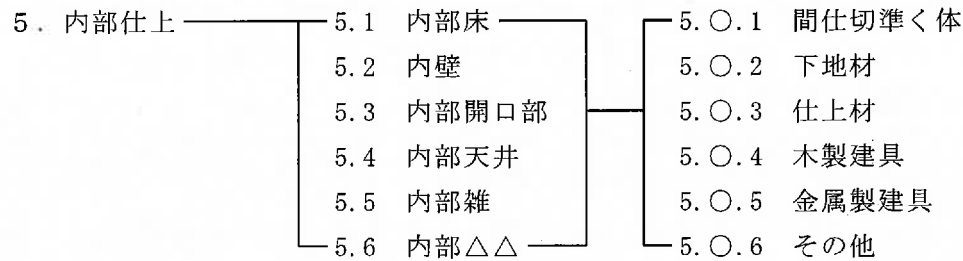 5. 内部仕上 5.1 内部床 5.○.1 間仕切準く体
5.2 内壁 5.○.2 下地材
5.3 内部開口部 5.○.3 仕上材
5.4 内部天井 5.○.4 木製建具
5.5 内部雑 5.○.5 金属製建具
5.6 内部△△ 5.○.6 その他